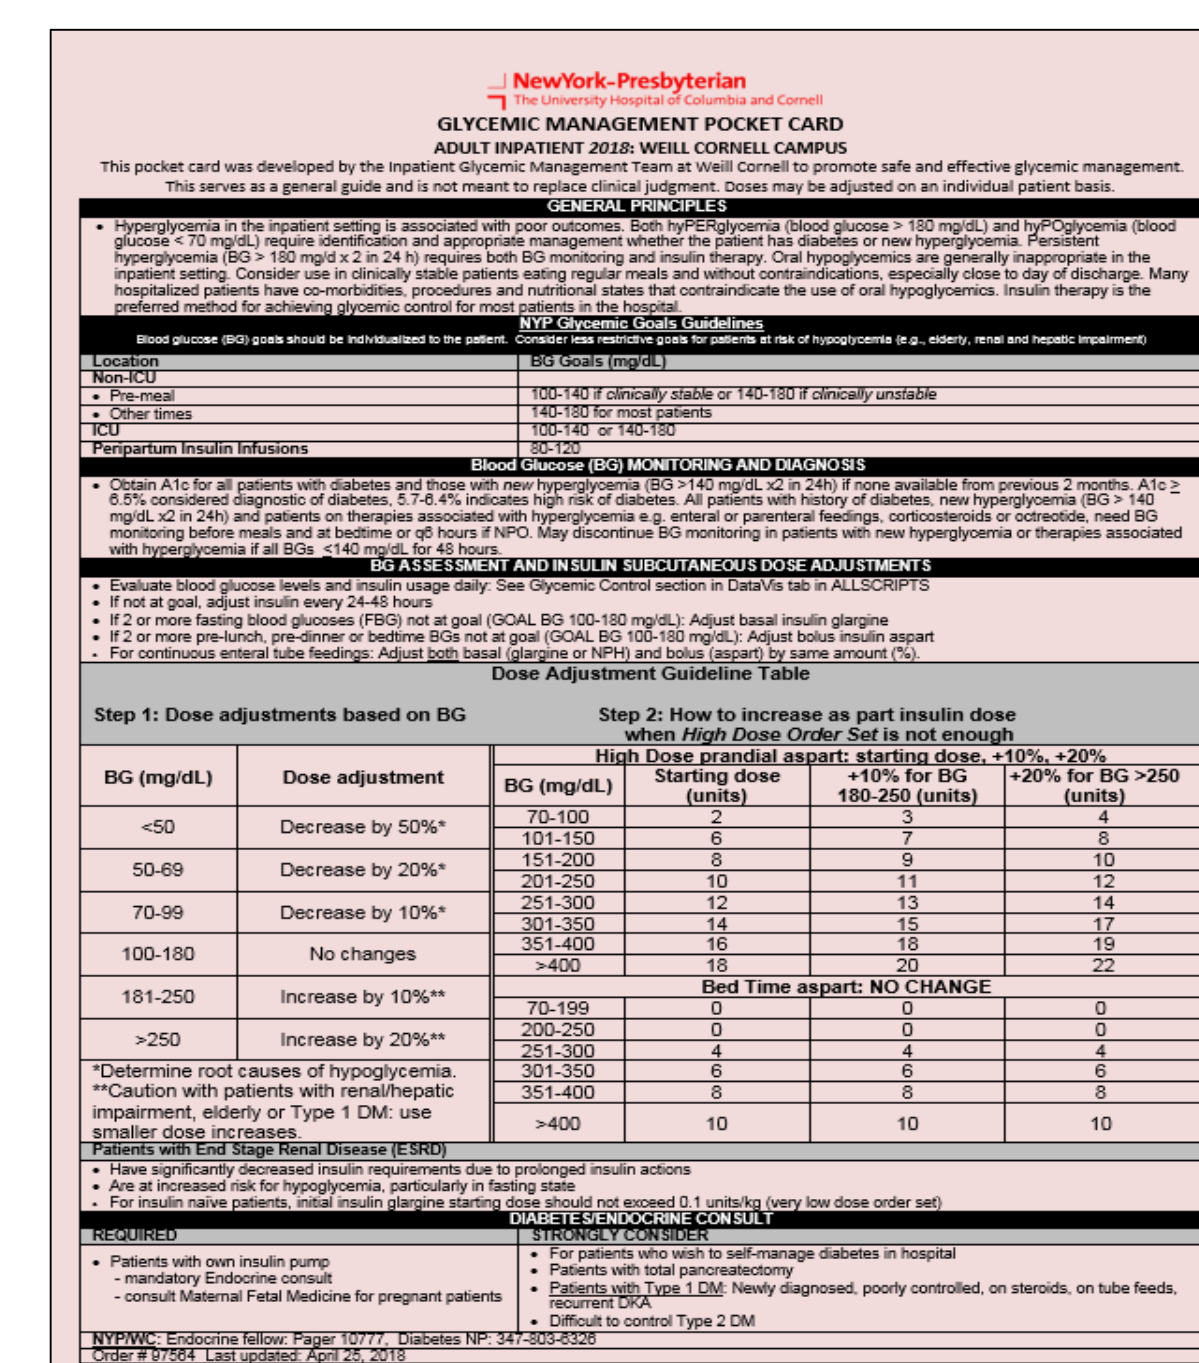 NewYork-Presbyterian
The University Hospital of Columbia and Cornell
GLYCEMIC MANAGEMENT POCKET CARD
ADULT INPATIENT 2018: WEILL CORNELL CAMPUS
This pocket card was developed by the Inpatient Glycemic Management Team at Weill Cornell to promote safe and effective glycemic management.
This serves as a general guide and is not meant to replace clinical judgment. Doses may be adjusted on an individual patient basis.
GENERAL PRINCIPLES
• Hyperglycemia in the inpatient setting is associated with poor outcomes. Both hyPERglycemia (blood glucose > 180 mg/dL) and hyPOglycemia (blood
glucose < 70 mg/dL) require identification and appropriate management whether the patient has diabetes or new hyperglycemia. Persistent
hyperglycemia (BG > 180 mg/d x 2 in 24 h) requires both BG monitoring and insulin therapy. Oral hypoglycemics are generally inappropriate in the
inpatient setting. Consider use in clinically stable patients eating regular meals and without contraindications, especially close to day of discharge. Many
hospitalized patients have co-morbidities, procedures and nutritional states that contraindicate the use of oral hypoglycemics. Insulin therapy is the
preferred method for achieving glycemic control for most patients in the hospital.
NYP Glycemic Goals Guidelines
Blood glucose (BG) goals should be individualized to the patient. Consider less restrictive goals for patients at risk of hypoglycemia (e.g., elderly, renal and hepatic impairment)
Location BG Goals (mg/dL)
Non-ICU
• Pre-meal 100-140 if clinically stable or 140-180 if clinically unstable
• Other times 140-180 for most patients
ICU 100-140 or 140-180
Peripartum Insulin Infusions 80-120
Blood Glucose (BG) MONITORING AND DIAGNOSIS
• Obtain A1c for all patients with diabetes and those with new hyperglycemia (BG >140 mg/dL x2 in 24h) if none available from previous 2 months. A1c ≥
6.5% considered diagnostic of diabetes, 5.7-6.4% indicates high risk of diabetes. All patients with history of diabetes, new hyperglycemia (BG > 140
mg/dL x2 in 24h) and patients on therapies associated with hyperglycemia e.g. enteral or parenteral feedings, corticosteroids or octreotide, need BG
monitoring before meals and at bedtime or q6 hours if NPO. May discontinue BG monitoring in patients with new hyperglycemia or therapies associated
with hyperglycemia if all BGs ≤140 mg/dL for 48 hours.
BG ASSESSMENT AND INSULIN SUBCUTANEOUS DOSE ADJUSTMENTS
• Evaluate blood glucose levels and insulin usage daily: See Glycemic Control section in DataVis tab in ALLSCRIPTS
• If not at goal, adjust insulin every 24-48 hours
• If 2 or more fasting blood glucoses (FBG) not at goal (GOAL BG 100-180 mg/dL): Adjust basal insulin glargine
• If 2 or more pre-lunch, pre-dinner or bedtime BGs not at goal (GOAL BG 100-180 mg/dL): Adjust bolus insulin aspart
- For continuous enteral tube feedings: Adjust both basal (glargine or NPH) and bolus (aspart) by same amount (%).
Dose Adjustment Guideline Table
Step 1: Dose adjustments based on BG
Step 2: How to increase as part insulin dose
when High Dose Order Set is not enough
BG (mg/dL) Dose adjustment
<50 Decrease by 50%*
50-69 Decrease by 20%*
70-99 Decrease by 10%*
100-180 No changes
181-250 Increase by 10%**
>250 Increase by 20%**
*Determine root causes of hypoglycemia.
**Caution with patients with renal/hepatic
impairment, elderly or Type 1 DM: use
smaller dose increases.
High Dose prandial aspart: starting dose, +10%, +20%
BG (mg/dL) Starting dose (units) +10% for BG 180-250 (units) +20% for BG >250 (units)
70-100 2 3 4
101-150 6 7 8
151-200 8 9 10
201-250 10 11 12
251-300 12 13 14
301-350 14 15 17
351-400 16 18 19
>400 18 20 22
Bed Time aspart: NO CHANGE
70-199 0 0 0
200-250 0 0 0
251-300 4 4 4
301-350 6 6 6
351-400 8 8 8
>400 10 10 10
Patients with End Stage Renal Disease (ESRD)
• Have significantly decreased insulin requirements due to prolonged insulin actions
• Are at increased risk for hypoglycemia, particularly in fasting state
- For insulin naïve patients, initial insulin glargine starting dose should not exceed 0.1 units/kg (very low dose order set)
DIABETES/ENDOCRINE CONSULT
REQUIRED
• Patients with own insulin pump
- mandatory Endocrine consult
- consult Maternal Fetal Medicine for pregnant patients
STRONGLY CONSIDER
• For patients who wish to self-manage diabetes in hospital
• Patients with total pancreatectomy
• Patients with Type 1 DM: Newly diagnosed, poorly controlled, on steroids, on tube feeds,
recurrent DKA
• Difficult to control Type 2 DM
NYP/WC: Endocrine fellow: Pager 10777, Diabetes NP: 347-803-6326
Order # 97564 Last updated: April 25, 2018